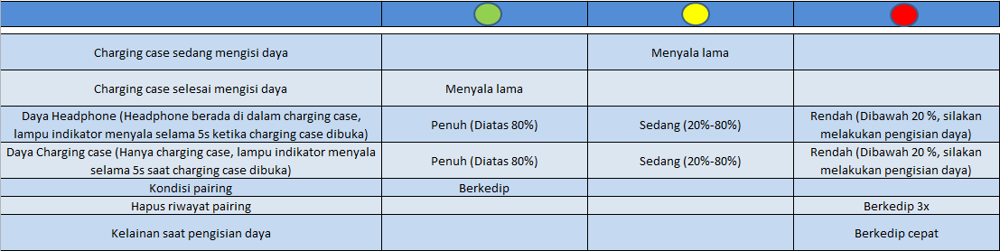 Charging case sedang mengisi daya
Menyala lama
Charging case selesai mengisi daya
Menyala lama
Daya Headphone (Headphone berada di dalam charging case,
lampu indikator menyala selama 5s ketika charging case dibuka)
Penuh (Diatas 80%)
Sedang (20%-80%)
Rendah (Dibawah 20 %, silakan
melakukan pengisian daya)
Daya Charging case (Hanya charging case, lampu indikator menyala
selama 5s saat charging case dibuka)
Penuh (Diatas 80%)
Sedang (20%-80%)
Rendah (Dibawah 20 %, silakan
melakukan pengisian daya)
Kondisi pairing
Berkedip
Hapus riwayat pairing
Berkedip 3x
Kelainan saat pengisian daya
Berkedip cepat